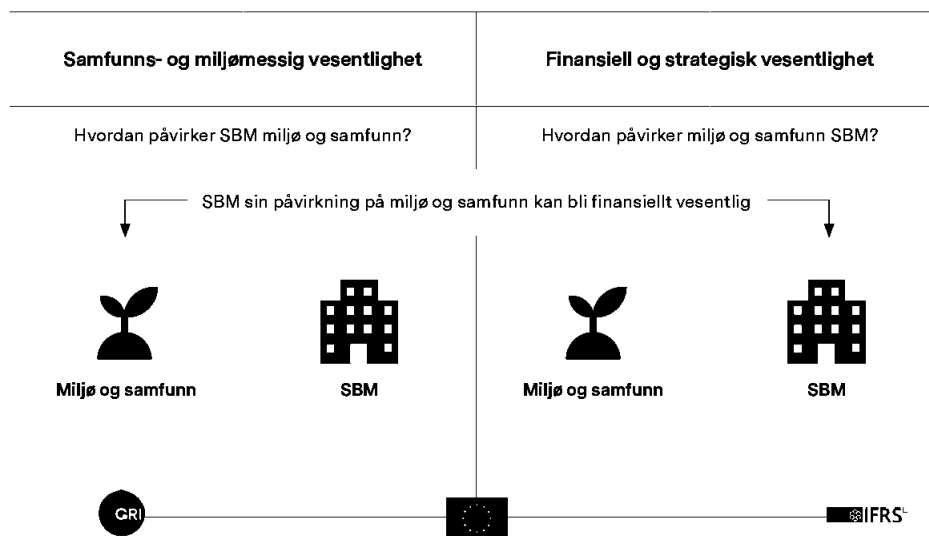 Samfunns- og miljømessig vesentlighet
Finansiell og strategisk vesentlighet
Hvordan påvirker SBM miljø og samfunn?
Hvordan påvirker miljø og samfunn SBM?
SBM sin påvirkning på miljø og samfunn kan bli finansiellt vesentlig
Miljø og samfunn
SBM
Miljø og samfunn
SBM
GRI
IFRS